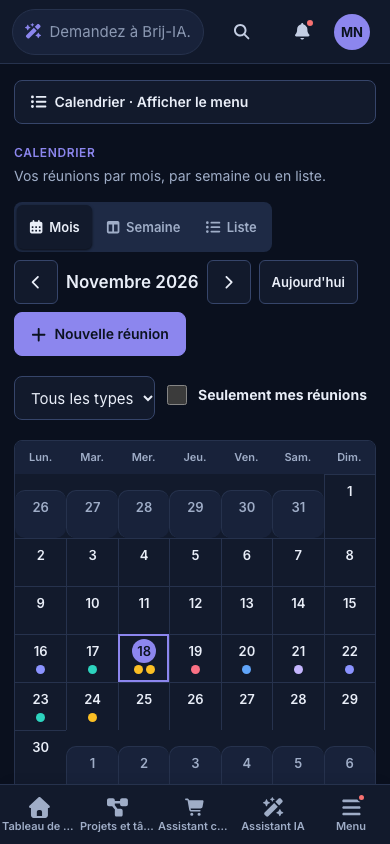 Demandez à Brij-IA.
MN
Calendrier · Afficher le menu
CALENDRIER
Vos réunions par mois, par semaine ou en liste.
Mois Semaine Liste
Novembre 2026 Aujourd'hui
Nouvelle réunion
Tous les types Seulement mes réunions
Lun. Mar. Mer. Jeu. Ven. Sam. Dim.
26 27 28 29 30 31 1
2 3 4 5 6 7 8
9 10 11 12 13 14 15
16 17 18 19 20 21 22
23 24 25 26 27 28 29
30 1 2 3 4 5 6
Tableau de ... Projets et tâ... Assistant c... Assistant IA Menu